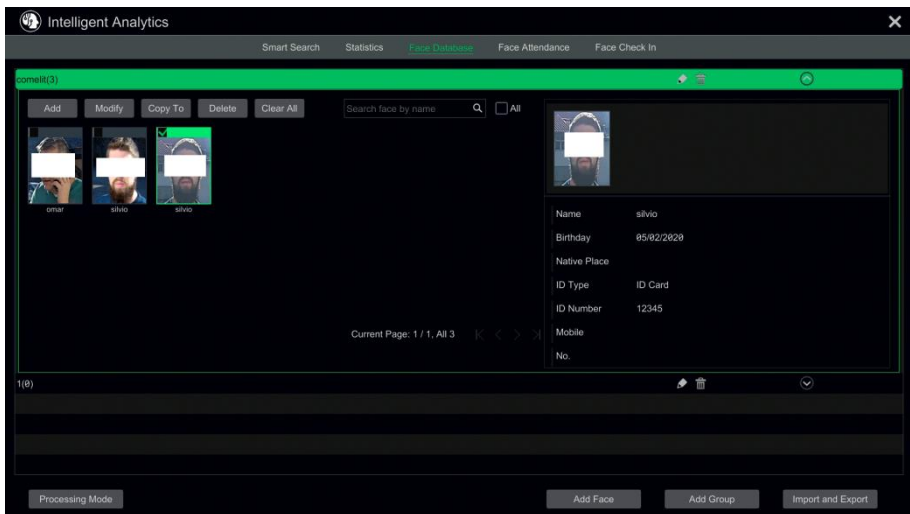 Intelligent Analytics
Smart Search Statistics Face Database Face Attendance Face Check In
comelit(3)
Add Modify Copy To Delete Clear All Search face by name All
omar silvio silvio
Name silvio
Birthday 05/02/2020
Native Place
ID Type ID Card
ID Number 12345
Current Page: 1 / 1, All 3
Mobile
No.
1(0)
Processing Mode Add Face Add Group Import and Export